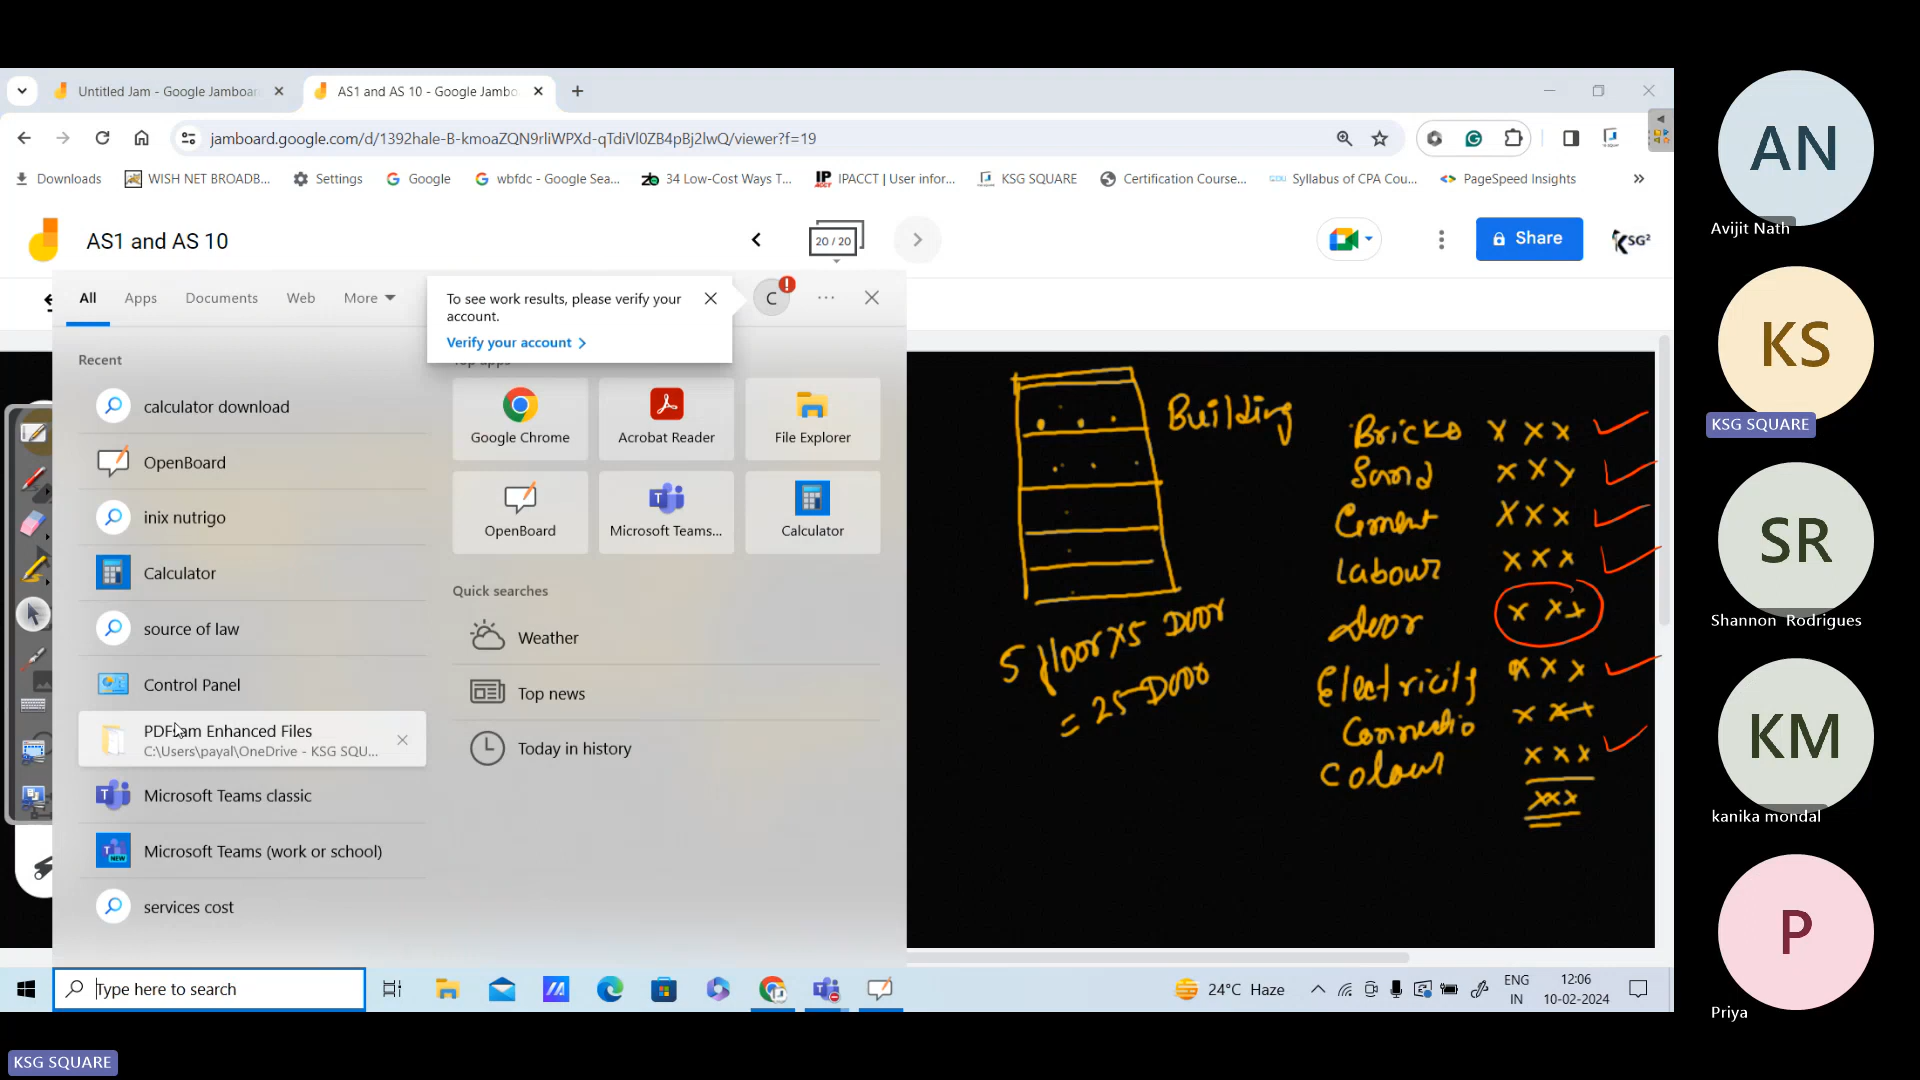 Untitled Jam - Google Jamboar
AS1 and AS 10 - Google Jambo
jamboard.google.com/d/1392hale-B-kmoaZQN9rliWPXd-qTdiVl0ZB4pBj2lwQ/viewer?f=19
Downloads
WISH NET BROADB...
Settings
Google
wbfdc - Google Sea...
34 Low-Cost Ways T...
IPACCT | User infor...
KSG SQUARE
Certification Course...
Syllabus of CPA Cou...
PageSpeed Insights
AS1 and AS 10
20 / 20
Share
KSG²
All
Apps
Documents
Web
More
To see work results, please verify your
account.
Verify your account
C
Recent
calculator download
OpenBoard
inix nutrigo
Calculator
source of law
Control Panel
PDF am Enhanced Files
C:\Users\payal\OneDrive - KSG SQU...
Microsoft Teams classic
Microsoft Teams (work or school)
services cost
Google Chrome
Acrobat Reader
File Explorer
OpenBoard
Microsoft Teams...
Calculator
Quick searches
Weather
Top news
Today in history
Building
5 floor x 5 Door
= 25 Door
Bricks x x x
Sand x x x
Cement x x x
Labour x x x
Door x x x
Electricity x x x
Connectio x x x
Colour x x x
xxx
Type here to search
24°C Haze
ENG
IN
12:06
10-02-2024
AN
Avijit Nath
KS
KSG SQUARE
SR
Shannon Rodrigues
KM
kanika mondal
P
Priya
KSG SQUARE